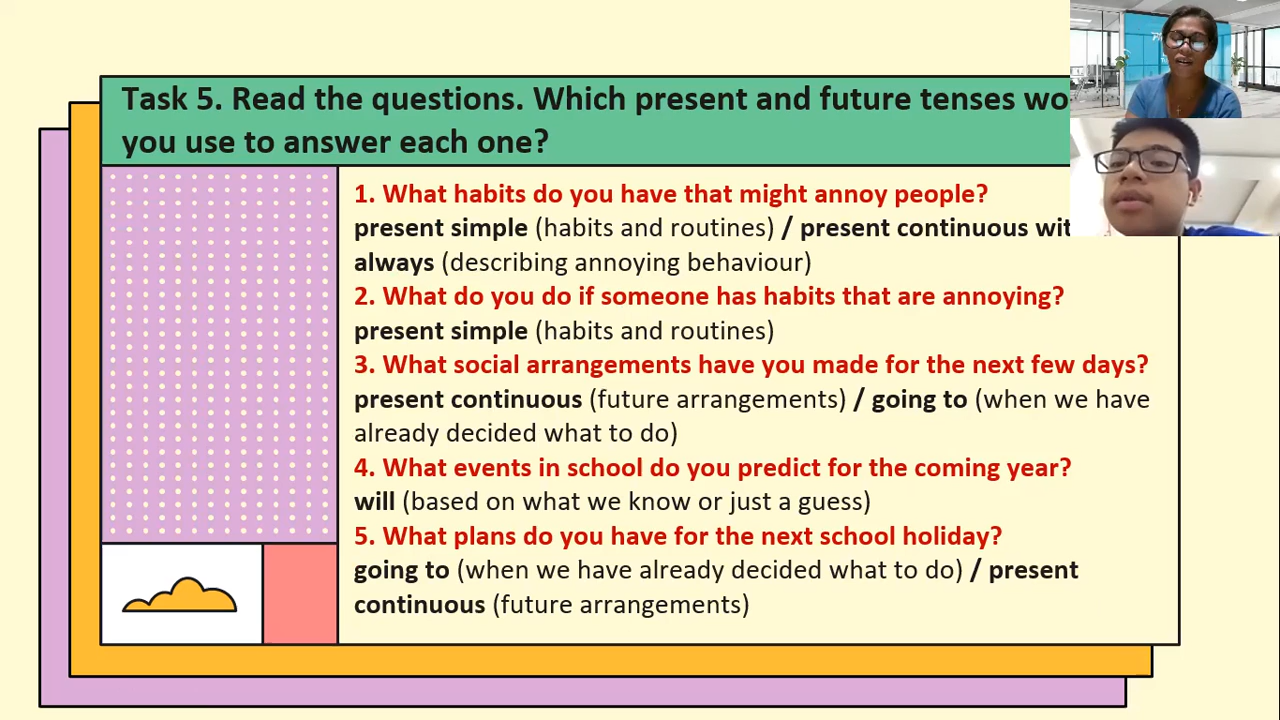 Task 5. Read the questions. Which present and future tenses wo
you use to answer each one?
1. What habits do you have that might annoy people?
present simple (habits and routines) / present continuous wit
always (describing annoying behaviour)
2. What do you do if someone has habits that are annoying?
present simple (habits and routines)
3. What social arrangements have you made for the next few days?
present continuous (future arrangements) / going to (when we have
already decided what to do)
4. What events in school do you predict for the coming year?
will (based on what we know or just a guess)
5. What plans do you have for the next school holiday?
going to (when we have already decided what to do) / present
continuous (future arrangements)